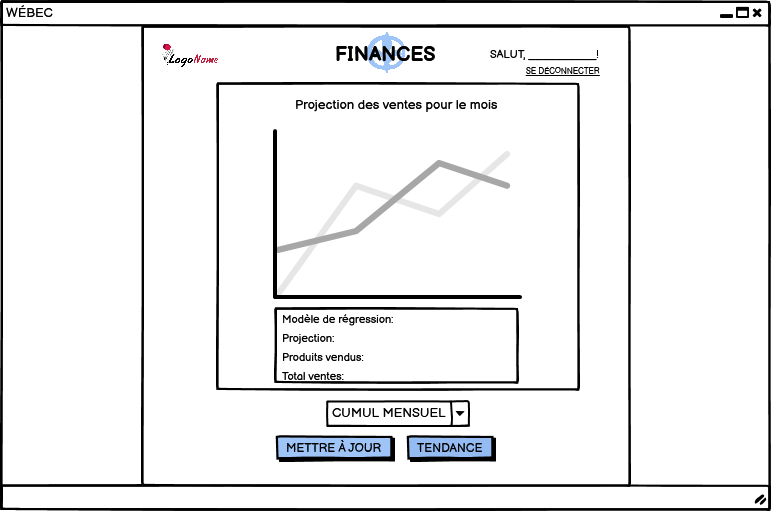 WÉBEC
LogoName
FINANCES
SALUT, ____________!
SE DÉCONNECTER
Projection des ventes pour le mois
Modèle de régression:
Projection:
Produits vendus:
Total ventes:
CUMUL MENSUEL
METTRE À JOUR
TENDANCE